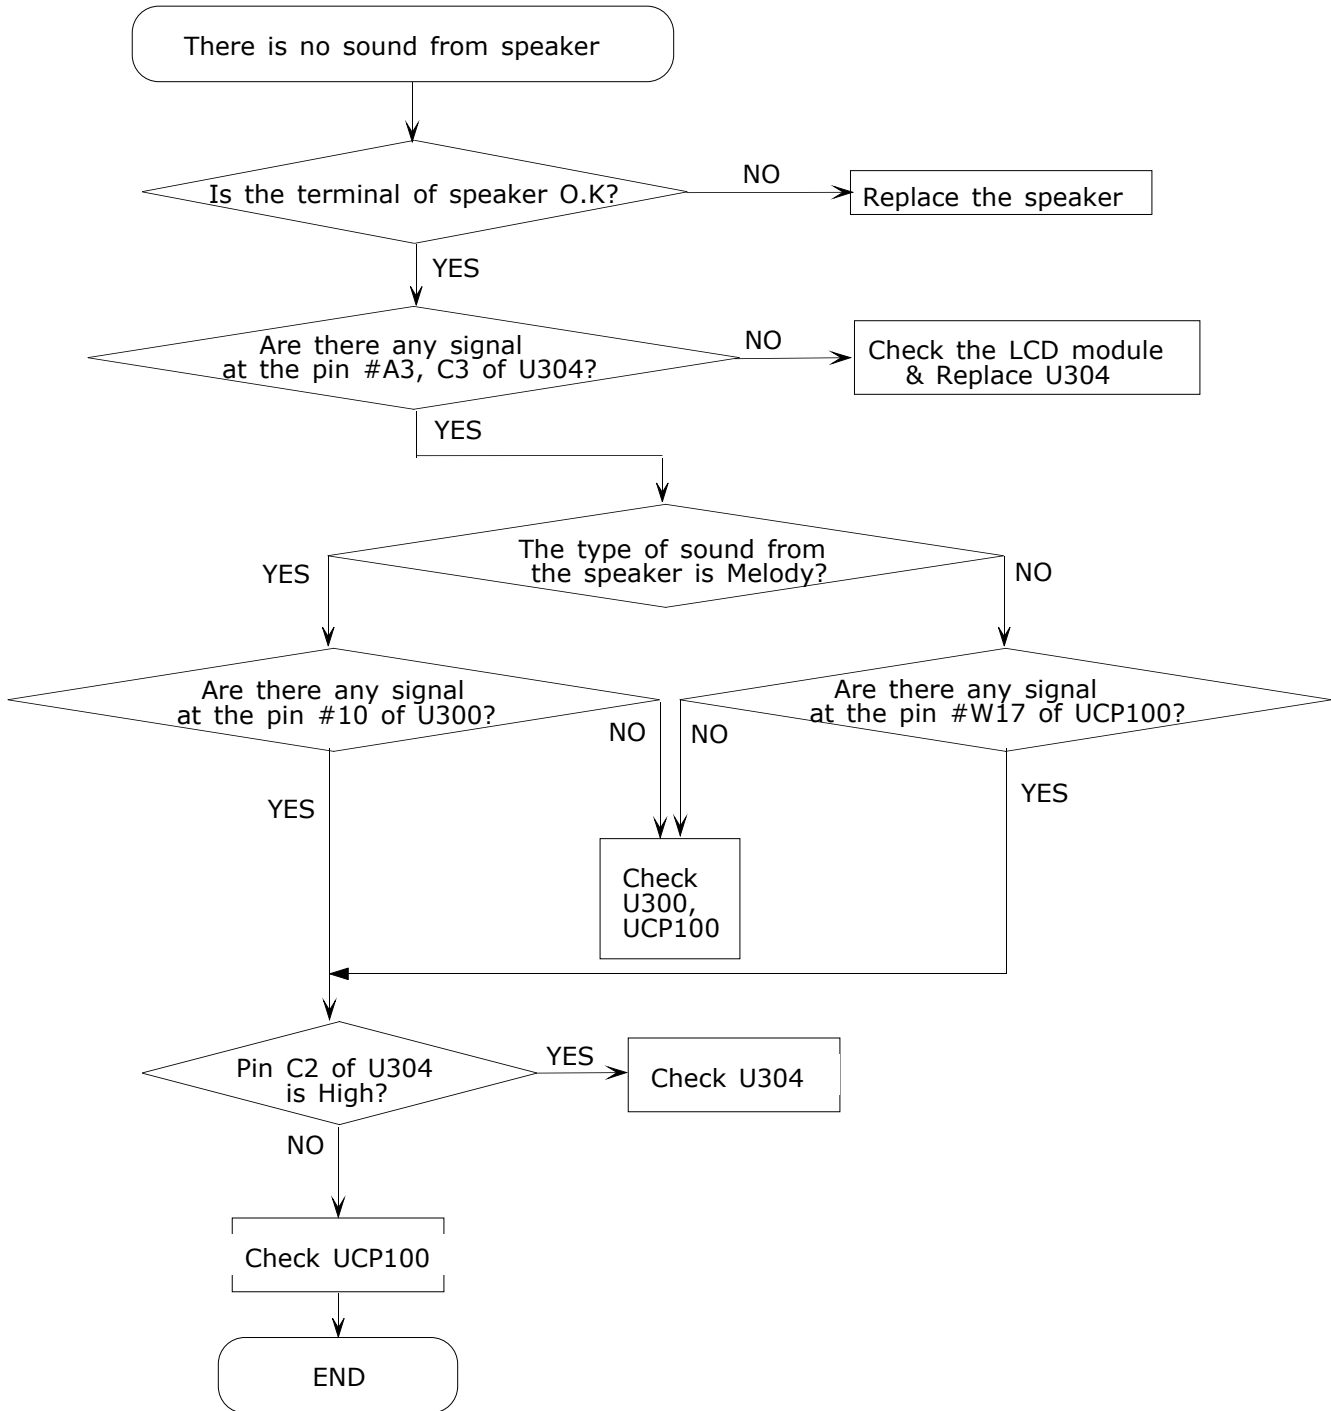 There is no sound from speaker
Is the terminal of speaker O.K?
NO
Replace the speaker
YES
Are there any signal
at the pin #A3, C3 of U304?
NO
Check the LCD module
& Replace U304
YES
The type of sound from
the speaker is Melody?
YES
NO
Are there any signal
at the pin #10 of U300?
Are there any signal
at the pin #W17 of UCP100?
NO
NO
YES
YES
Check
U300,
UCP100
Pin C2 of U304
is High?
YES
Check U304
NO
Check UCP100
END